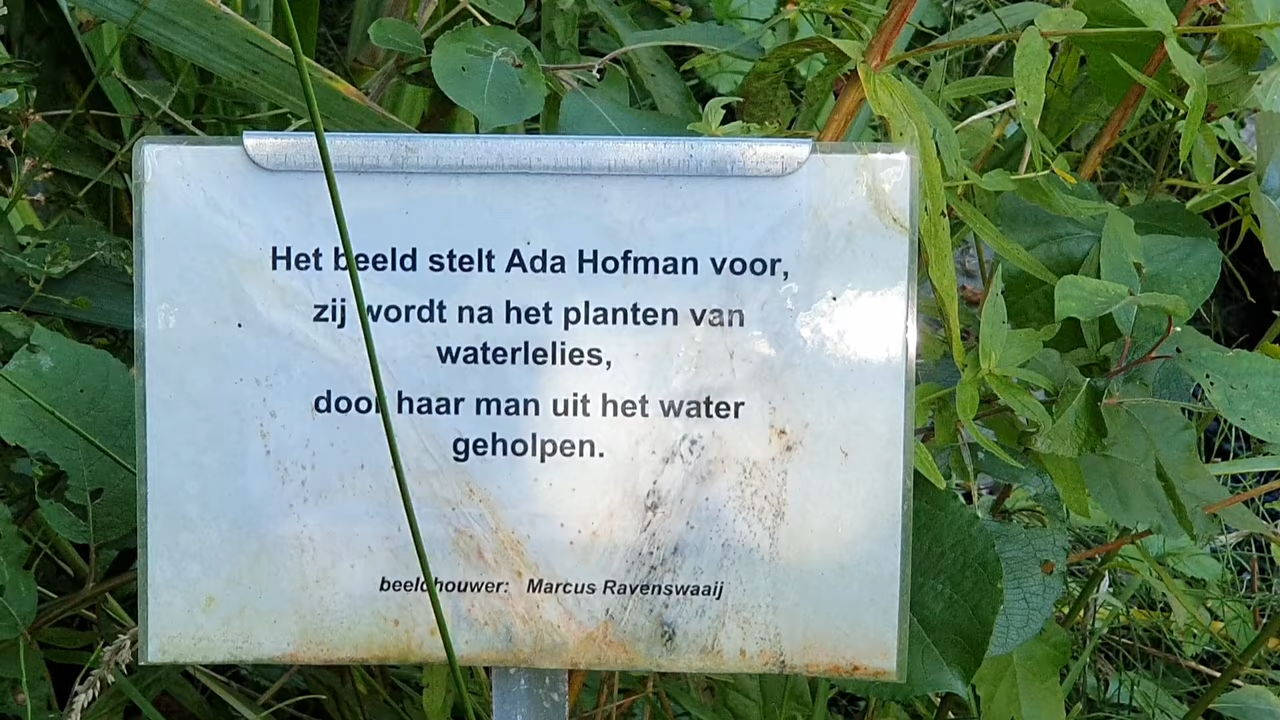 Het beeld stelt Ada Hofman voor,
zij wordt na het planten van
waterlelies,
door haar man uit het water
geholpen.
beeldhouwer: Marcus Ravenswaaij